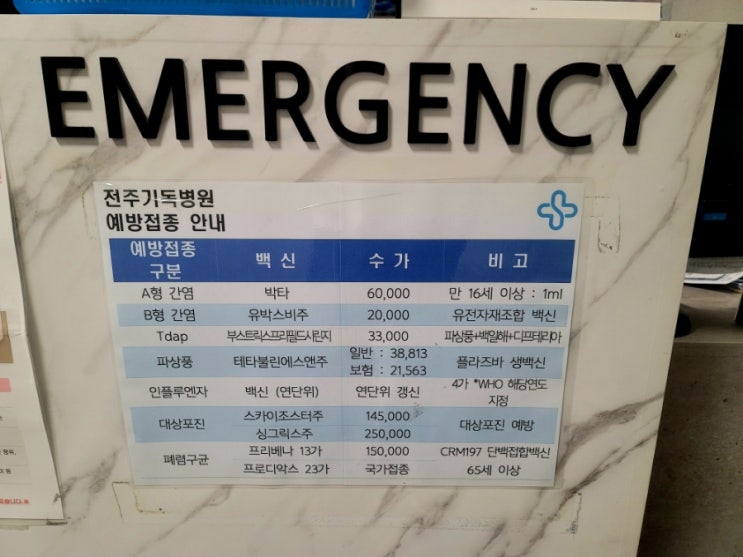 EMERGENCY
전주기독병원
예방접종 안내
예방접종 구분 백 신 수 가 비 고
A형 간염 박타 60,000 만 16세 이상 : 1ml
B형 간염 유박스비주 20,000 유전자재조합 백신
Tdap 부스트릭스프리필드시린지 33,000 파상풍+백일해+디프테리아
파상풍 테타불린에스앤주 일반 : 38,813 보험 : 21,563 플라즈바 생백신
인플루엔자 백신 (연단위) 연단위 갱신 4가 *WHO 해당연도 지정
대상포진 스카이조스터주 145,000 대상포진 예방
싱그릭스주 250,000
폐렴구균 프리베나 13가 150,000 CRM197 단백접합백신
프로디악스 23가 국가접종 65세 이상